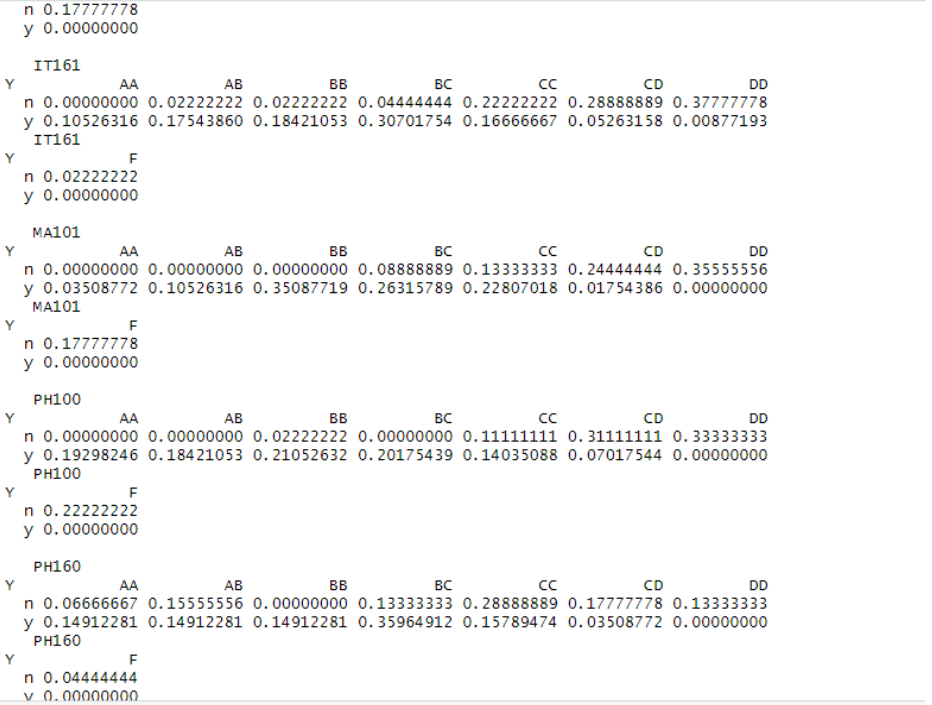 n 0.17777778
y 0.00000000
IT161
Y AA AB BB BC CC CD DD
n 0.00000000 0.02222222 0.02222222 0.04444444 0.22222222 0.28888889 0.37777778
y 0.10526316 0.17543860 0.18421053 0.30701754 0.16666667 0.05263158 0.00877193
IT161
Y F
n 0.02222222
y 0.00000000
MA101
Y AA AB BB BC CC CD DD
n 0.00000000 0.00000000 0.00000000 0.08888889 0.13333333 0.24444444 0.35555556
y 0.03508772 0.10526316 0.35087719 0.26315789 0.22807018 0.01754386 0.00000000
MA101
Y F
n 0.17777778
y 0.00000000
PH100
Y AA AB BB BC CC CD DD
n 0.00000000 0.00000000 0.02222222 0.00000000 0.11111111 0.31111111 0.33333333
y 0.19298246 0.18421053 0.21052632 0.20175439 0.14035088 0.07017544 0.00000000
PH100
Y F
n 0.22222222
y 0.00000000
PH160
Y AA AB BB BC CC CD DD
n 0.06666667 0.15555556 0.00000000 0.13333333 0.28888889 0.17777778 0.13333333
y 0.14912281 0.14912281 0.14912281 0.35964912 0.15789474 0.03508772 0.00000000
PH160
Y F
n 0.04444444
y 0.00000000